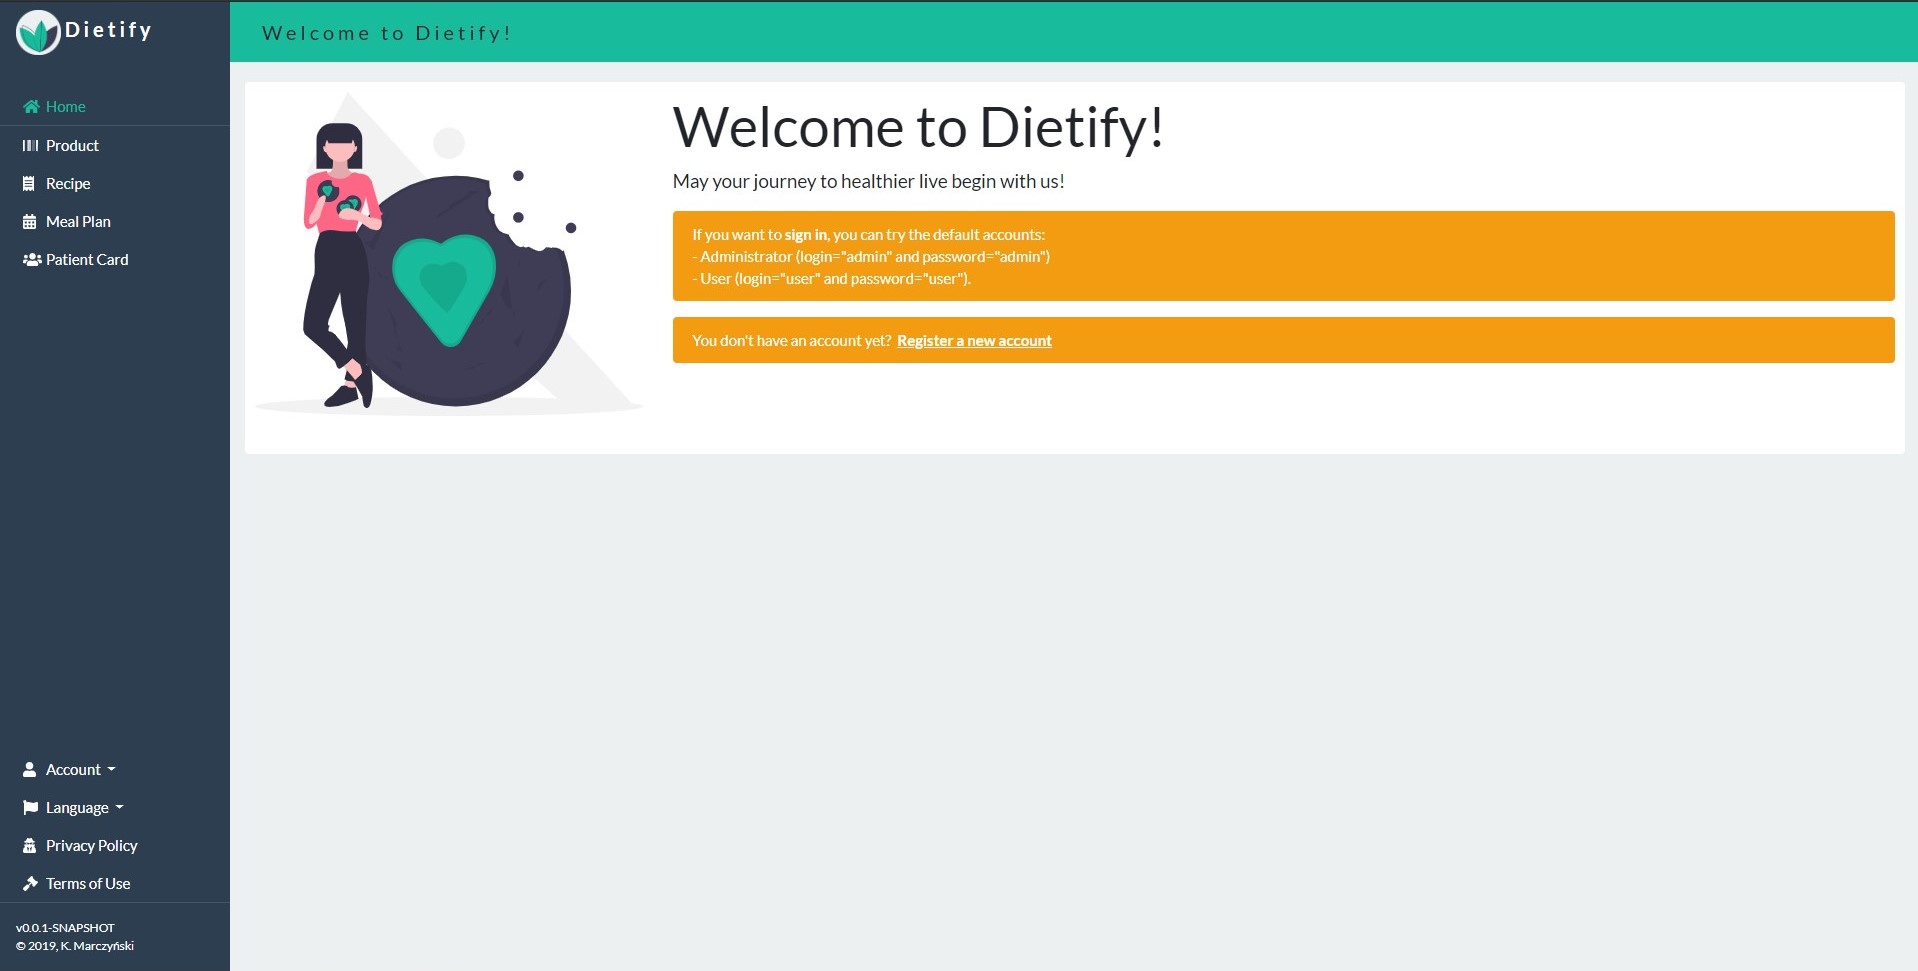 Dietify
Welcome to Dietify!
Home
Product
Recipe
Meal Plan
Patient Card
Welcome to Dietify!
May your journey to healthier live begin with us!
If you want to sign in, you can try the default accounts:
- Administrator (login="admin" and password="admin")
- User (login="user" and password="user").
You don't have an account yet? Register a new account
Account
Language
Privacy Policy
Terms of Use
v0.0.1-SNAPSHOT
© 2019, K. Marczyński